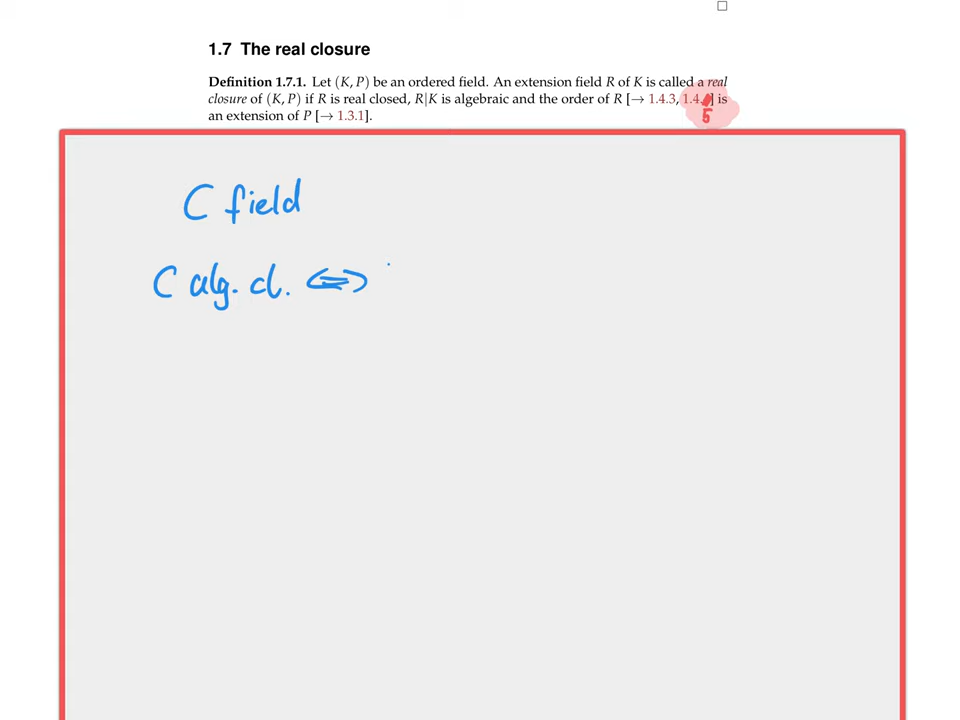 1.7 The real closure
Definition 1.7.1. Let (K, P) be an ordered field. An extension field R of K is called a real
closure of (K, P) if R is real closed, R|K is algebraic and the order of R [→ 1.4.3, 1.4.5] is
an extension of P [→ 1.3.1].
C field
C alg. cl. ⟺